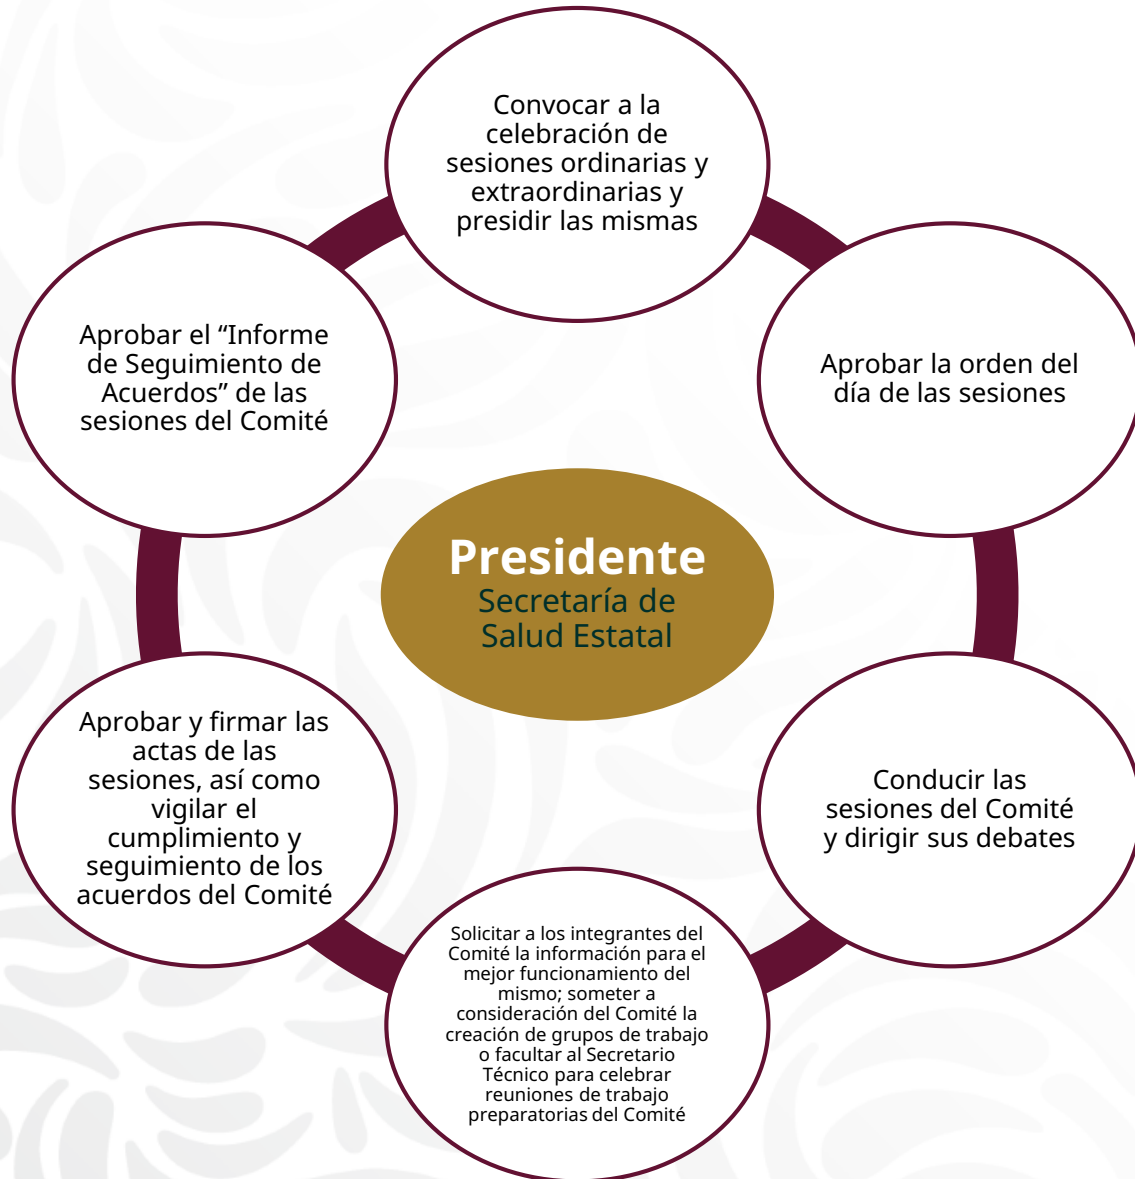 Convocar a la
celebración de
sesiones ordinarias y
extraordinarias y
presidir las mismas
Aprobar la orden del
día de las sesiones
Conducir las
sesiones del Comité
y dirigir sus debates
Solicitar a los integrantes del
Comité la información para el
mejor funcionamiento del
mismo; someter a
consideración del Comité la
creación de grupos de trabajo
o facultar al Secretario
Técnico para celebrar
reuniones de trabajo
preparatorias del Comité
Aprobar y firmar las
actas de las
sesiones, así como
vigilar el
cumplimiento y
seguimiento de los
acuerdos del Comité
Aprobar el “Informe
de Seguimiento de
Acuerdos” de las
sesiones del Comité
Presidente
Secretaría de
Salud Estatal